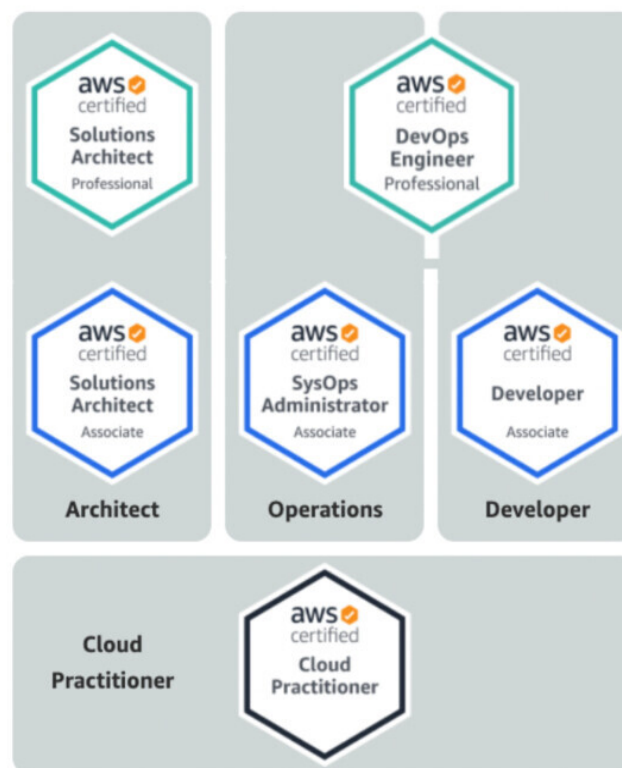 aws
certified
Solutions
Architect
Professional
aws
certified
DevOps
Engineer
Professional
aws
certified
Solutions
Architect
Associate
Architect
aws
certified
SysOps
Administrator
Associate
Operations
aws
certified
Developer
Associate
Developer
Cloud
Practitioner
aws
certified
Cloud
Practitioner